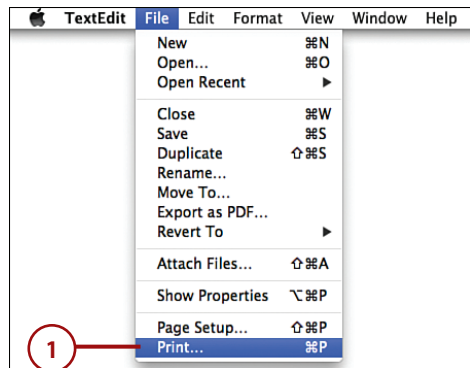 TextEdit File Edit Format View Window Help
New ⌘N
Open... ⌘O
Open Recent ▶
Close ⌘W
Save ⌘S
Duplicate ⇧⌘S
Rename...
Move To...
Export as PDF...
Revert To ▶
Attach Files... ⇧⌘A
Show Properties ⌥⌘P
Page Setup... ⇧⌘P
1 Print... ⌘P